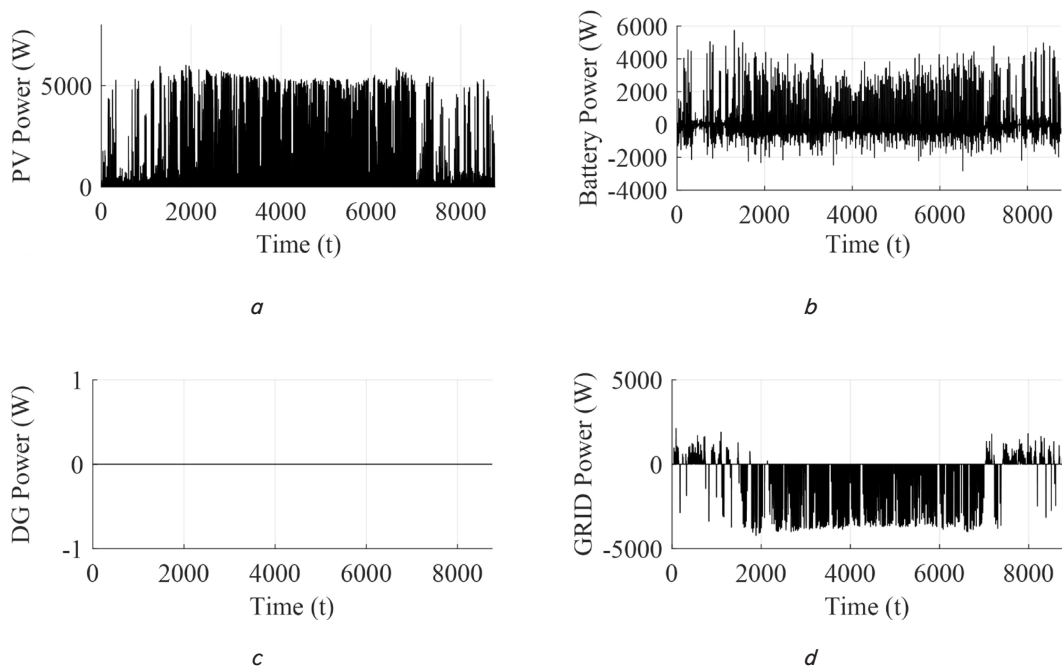 PV Power (W)
5000
0
0 2000 4000 6000 8000
Time (t)
a
Battery Power (W)
6000
4000
2000
0
-2000
-4000
0 2000 4000 6000 8000
Time (t)
b
DG Power (W)
1
0
-1
0 2000 4000 6000 8000
Time (t)
c
GRID Power (W)
5000
0
-5000
0 2000 4000 6000 8000
Time (t)
d